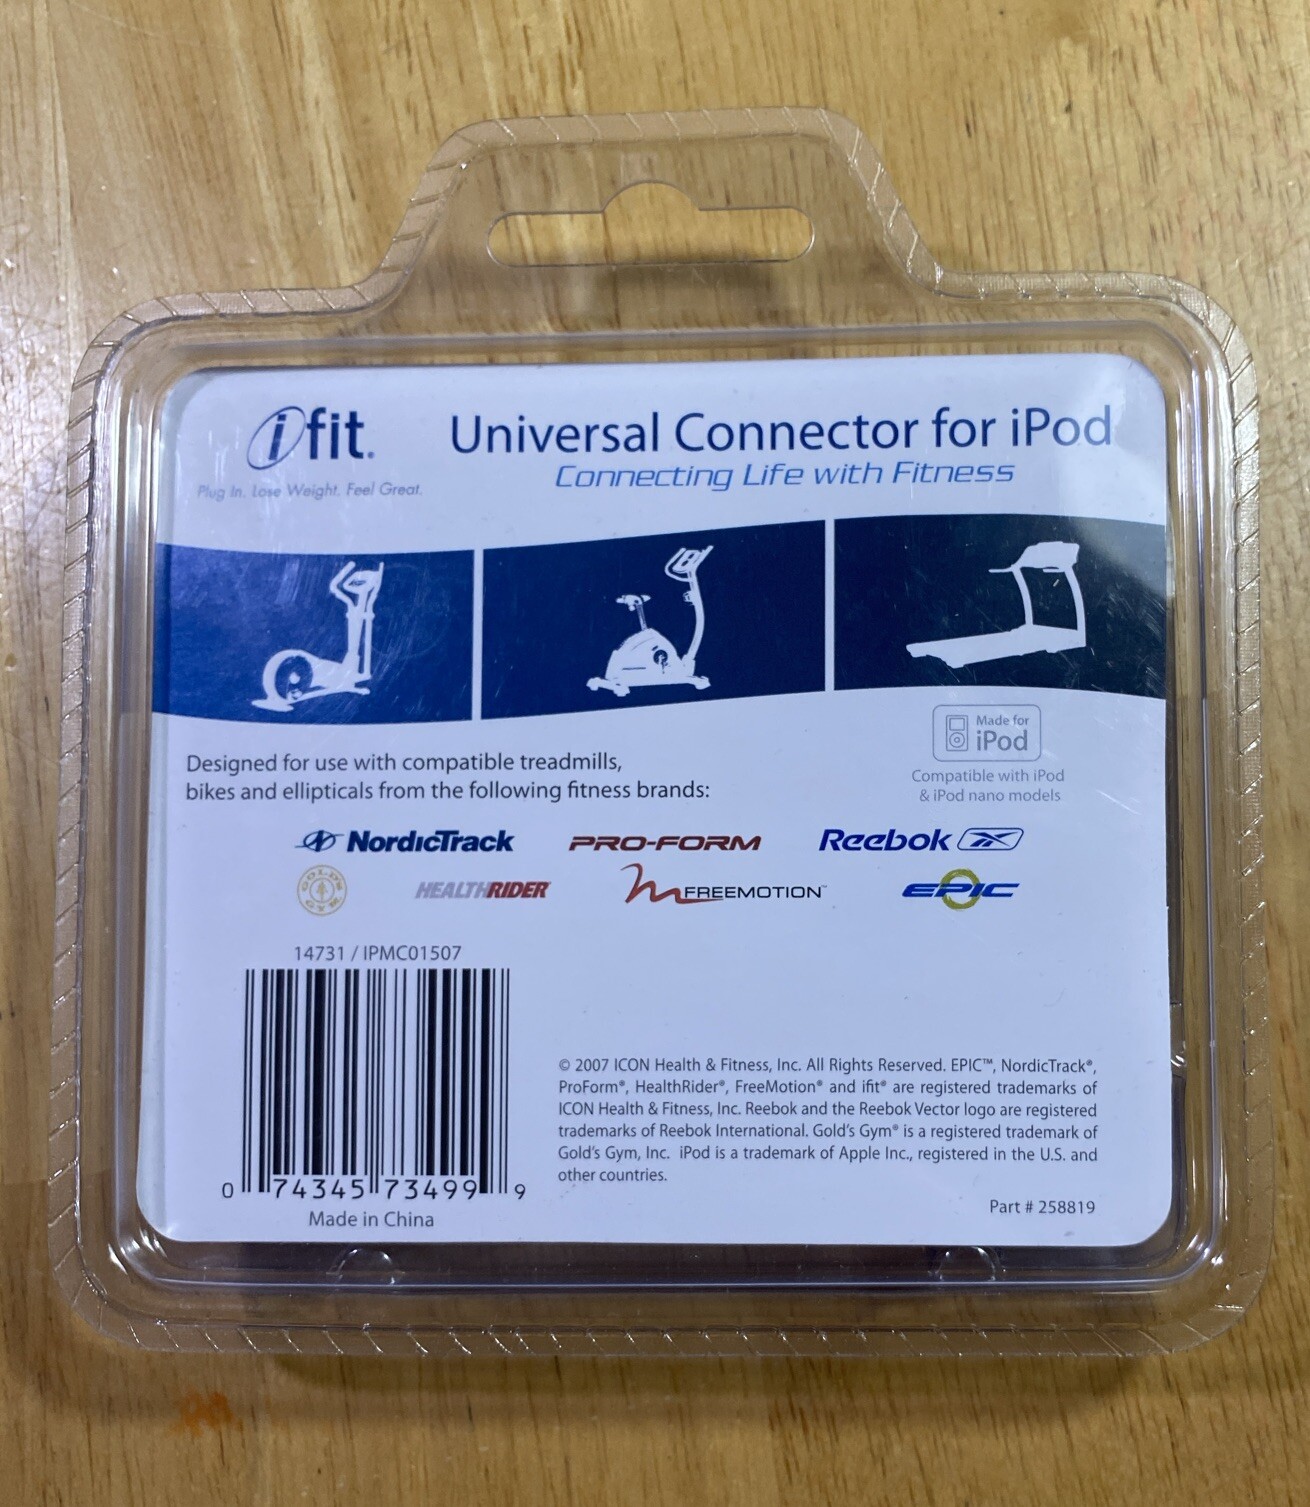 ifit.
Plug In. Lose Weight. Feel Great.
Universal Connector for iPod
Connecting Life with Fitness
Made for
iPod
Compatible with iPod
& iPod nano models
Designed for use with compatible treadmills,
bikes and ellipticals from the following fitness brands:
NordicTrack PRO-FORM Reebok
GOLD'S GYM HEALTHRIDER FREEMOTION™ EPIC
14731 / IPMC01507
0 74345 73499 9
Made in China
© 2007 ICON Health & Fitness, Inc. All Rights Reserved. EPIC™, NordicTrack®,
ProForm®, HealthRider®, FreeMotion® and ifit® are registered trademarks of
ICON Health & Fitness, Inc. Reebok and the Reebok Vector logo are registered
trademarks of Reebok International. Gold's Gym® is a registered trademark of
Gold's Gym, Inc. iPod is a trademark of Apple Inc., registered in the U.S. and
other countries.
Part # 258819